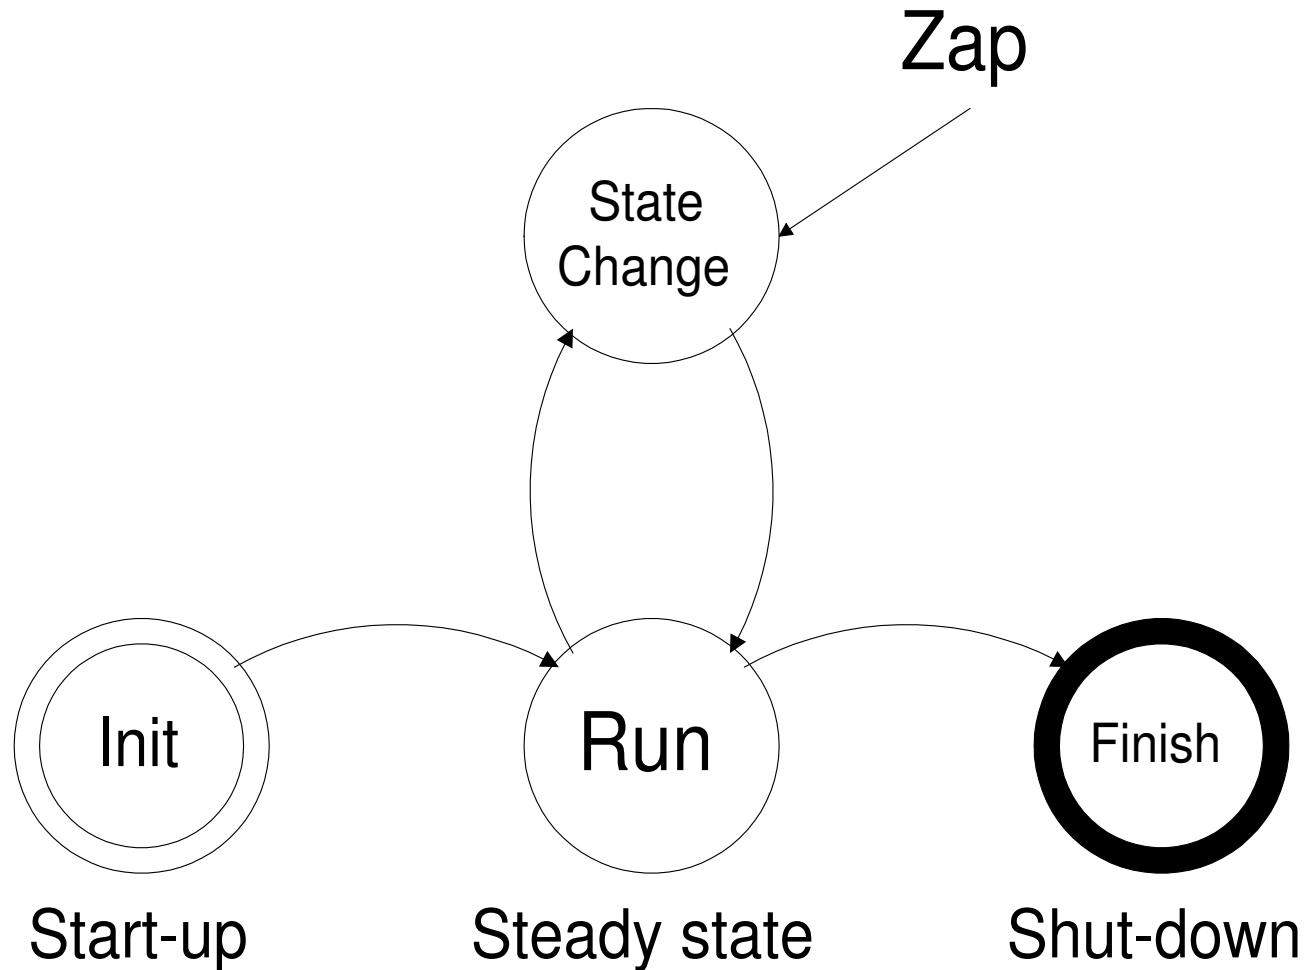 Zap
State
Change
Init
Run
Finish
Start-up
Steady state
Shut-down